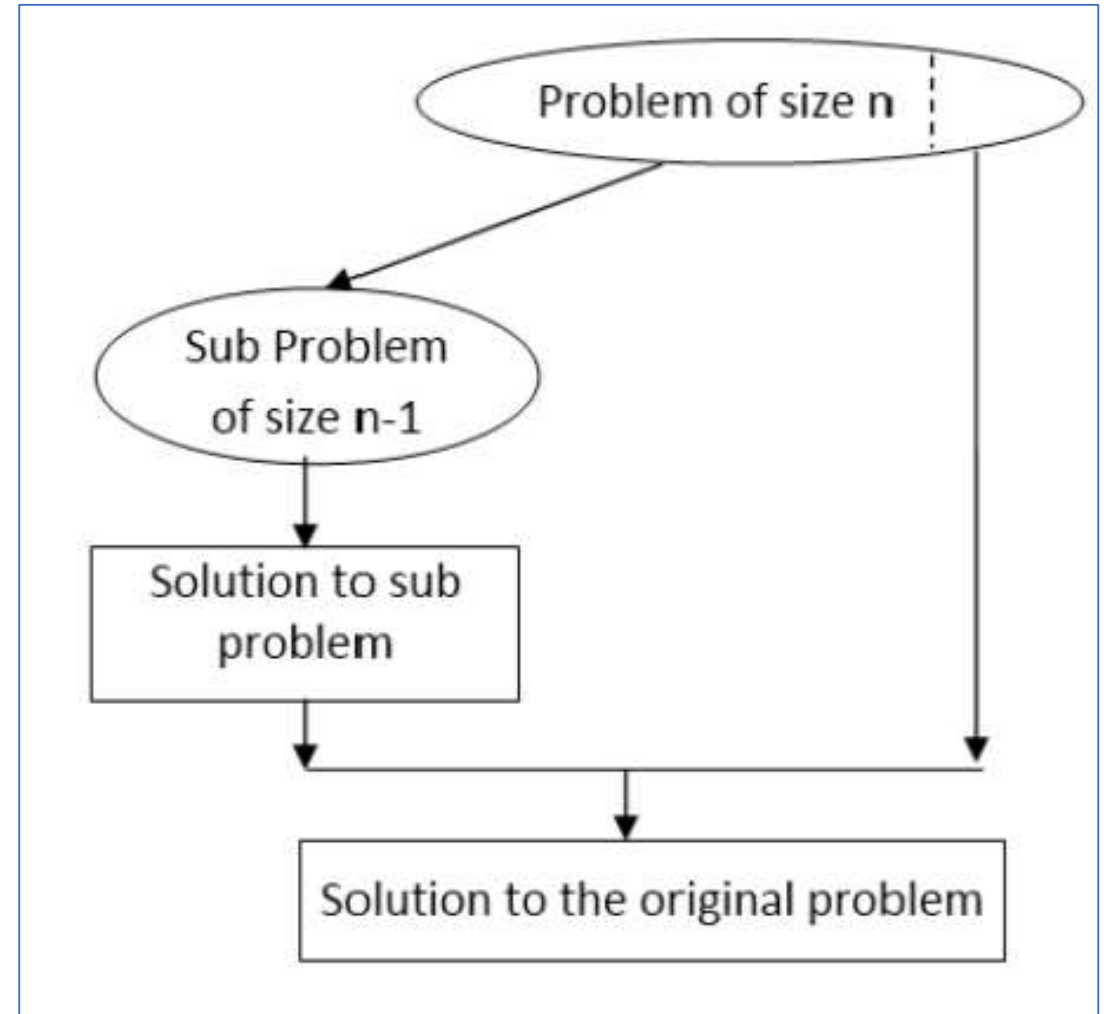 Problem of size n
Sub Problem
of size n-1
Solution to sub
problem
Solution to the original problem